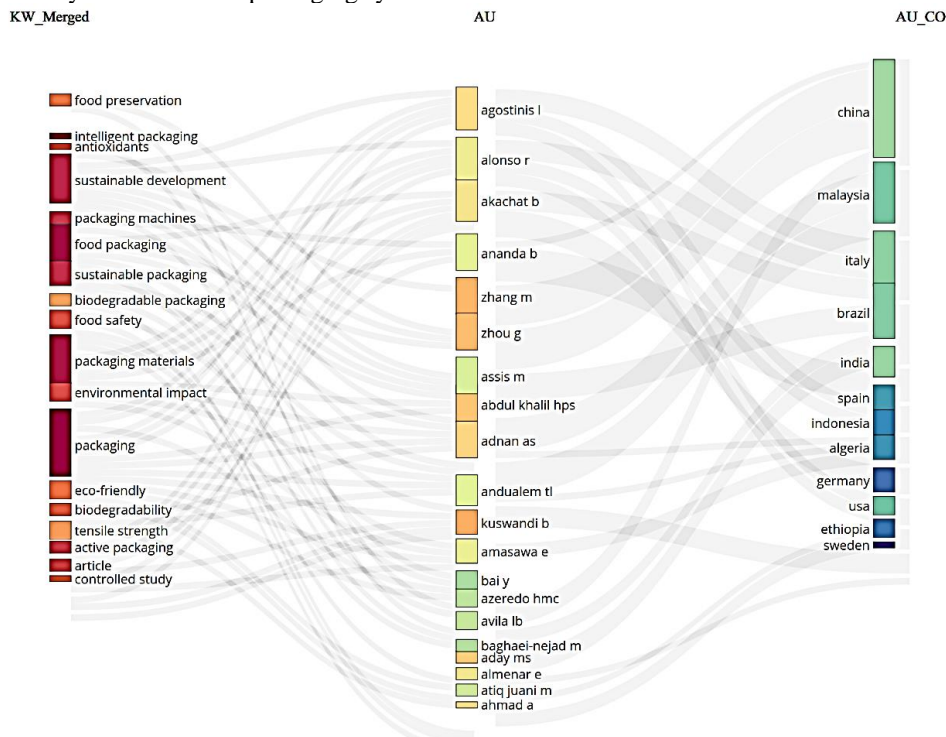 KW_Merged
AU
AU_CO
food preservation
intelligent packaging
antioxidants
sustainable development
packaging machines
food packaging
sustainable packaging
biodegradable packaging
food safety
packaging materials
environmental impact
packaging
eco-friendly
biodegradability
tensile strength
active packaging
article
controlled study
agostinis l
alonso r
akachat b
ananda b
zhang m
zhou g
assis m
abdul khalil hps
adnan as
andualem tl
kuswandi b
amasawa e
bai y
azeredo hmc
avila lb
baghaei-nejad m
aday ms
almenar e
atiq juani m
ahmad a
china
malaysia
italy
brazil
india
spain
indonesia
algeria
germany
usa
ethiopia
sweden